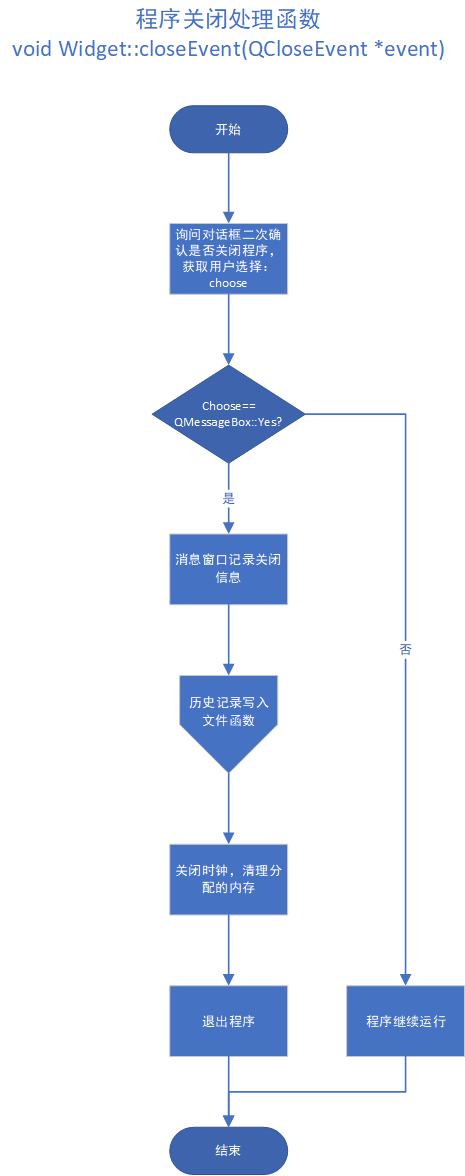 程序关闭处理函数
void Widget::closeEvent(QCloseEvent *event)
开始
询问对话框二次确
认是否关闭程序，
获取用户选择：
choose
Choose==
QMessageBox::Yes?
是
消息窗口记录关闭
信息
否
历史记录写入
文件函数
关闭时钟，清理分
配的内存
退出程序
程序继续运行
结束